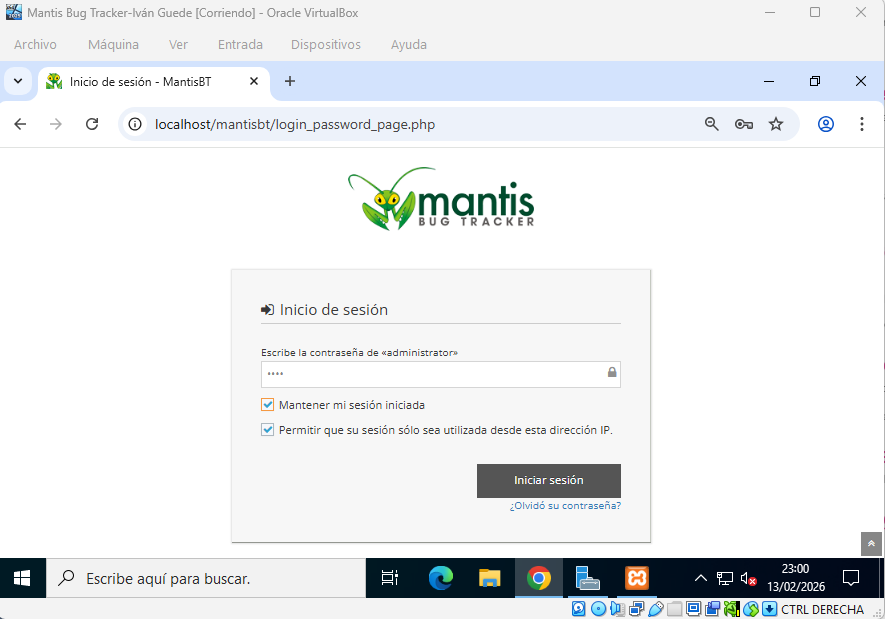 Mantis Bug Tracker-Iván Guede [Corriendo] - Oracle VirtualBox
Archivo Máquina Ver Entrada Dispositivos Ayuda
Inicio de sesión - MantisBT
localhost/mantisbt/login_password_page.php
mantis
BUG TRACKER
Inicio de sesión
Escribe la contraseña de «administrator»
••••
Mantener mi sesión iniciada
Permitir que su sesión sólo sea utilizada desde esta dirección IP.
Iniciar sesión
¿Olvidó su contraseña?
Escribe aquí para buscar.
23:00
13/02/2026
CTRL DERECHA